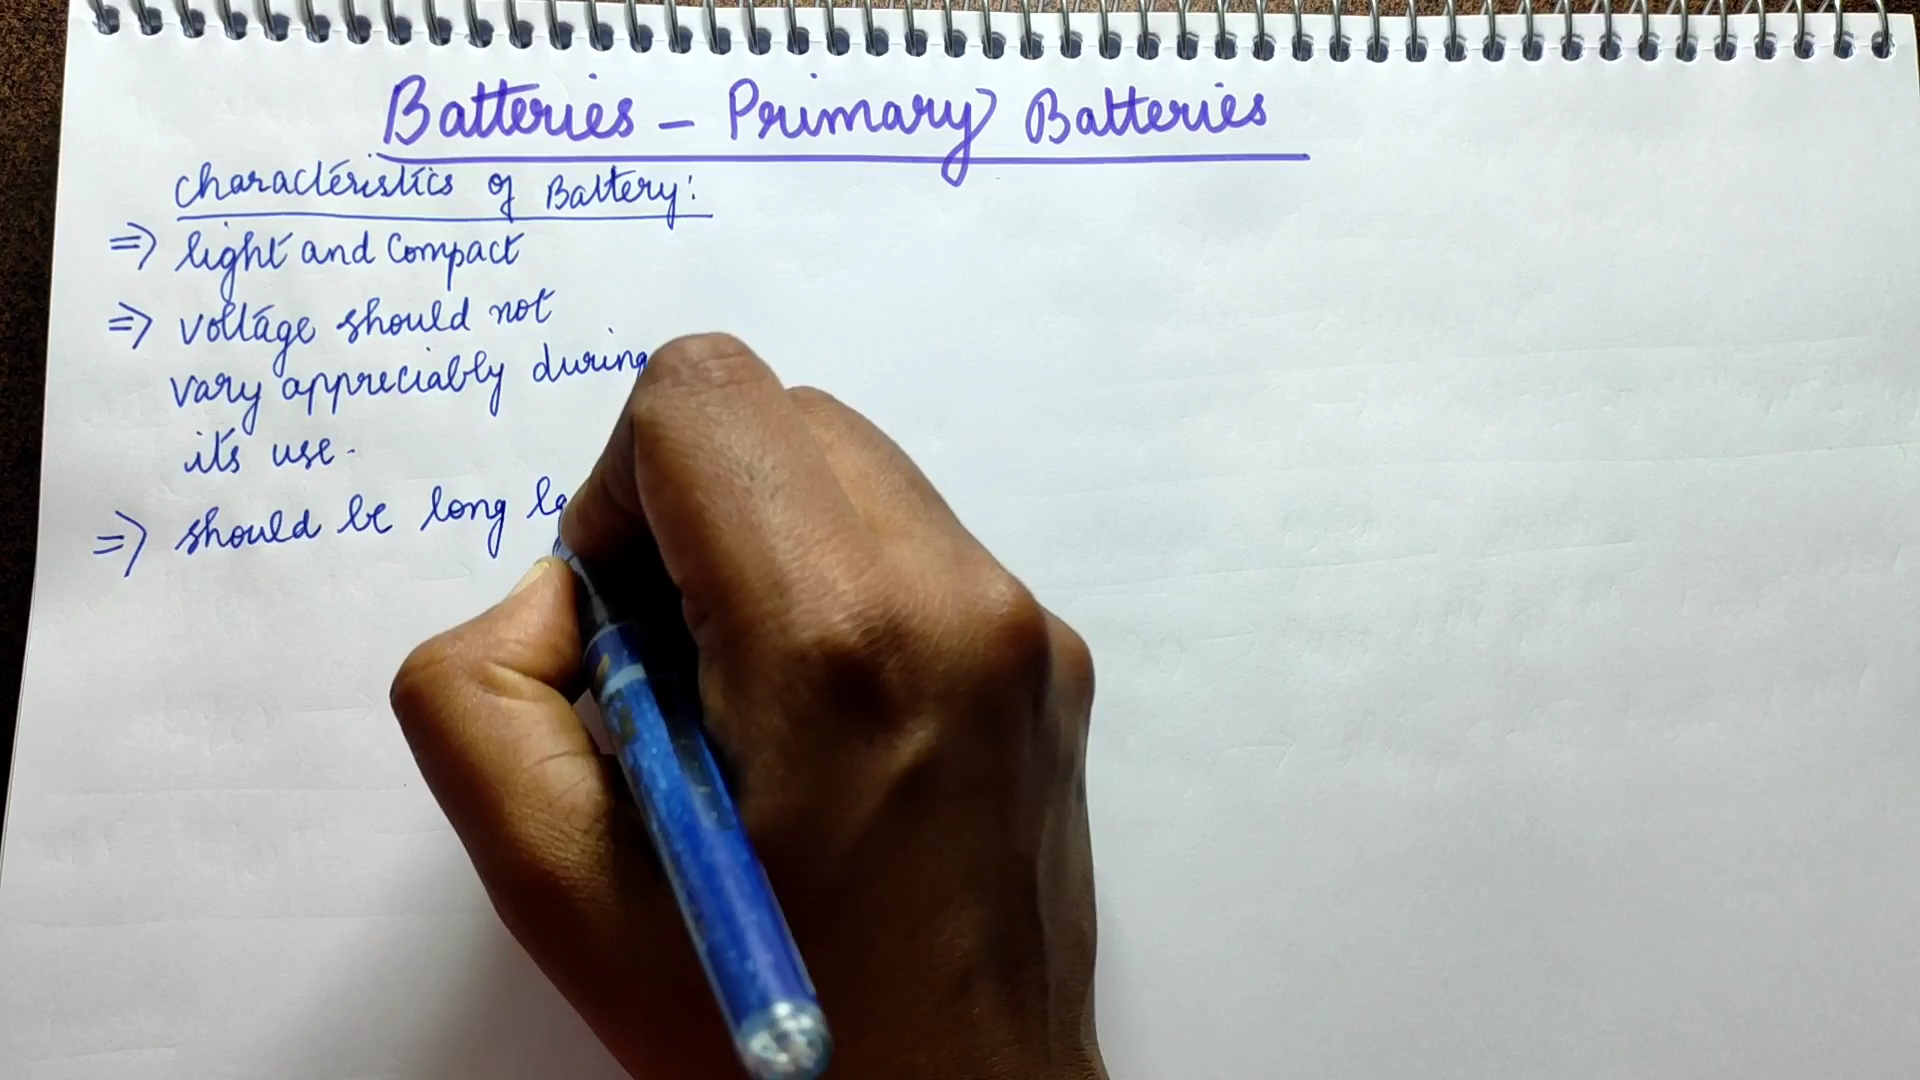 Batteries - Primary Batteries
Characteristics of Battery:
⇒ light and Compact
⇒ voltage should not
vary appreciably during
its use.
⇒ should be long